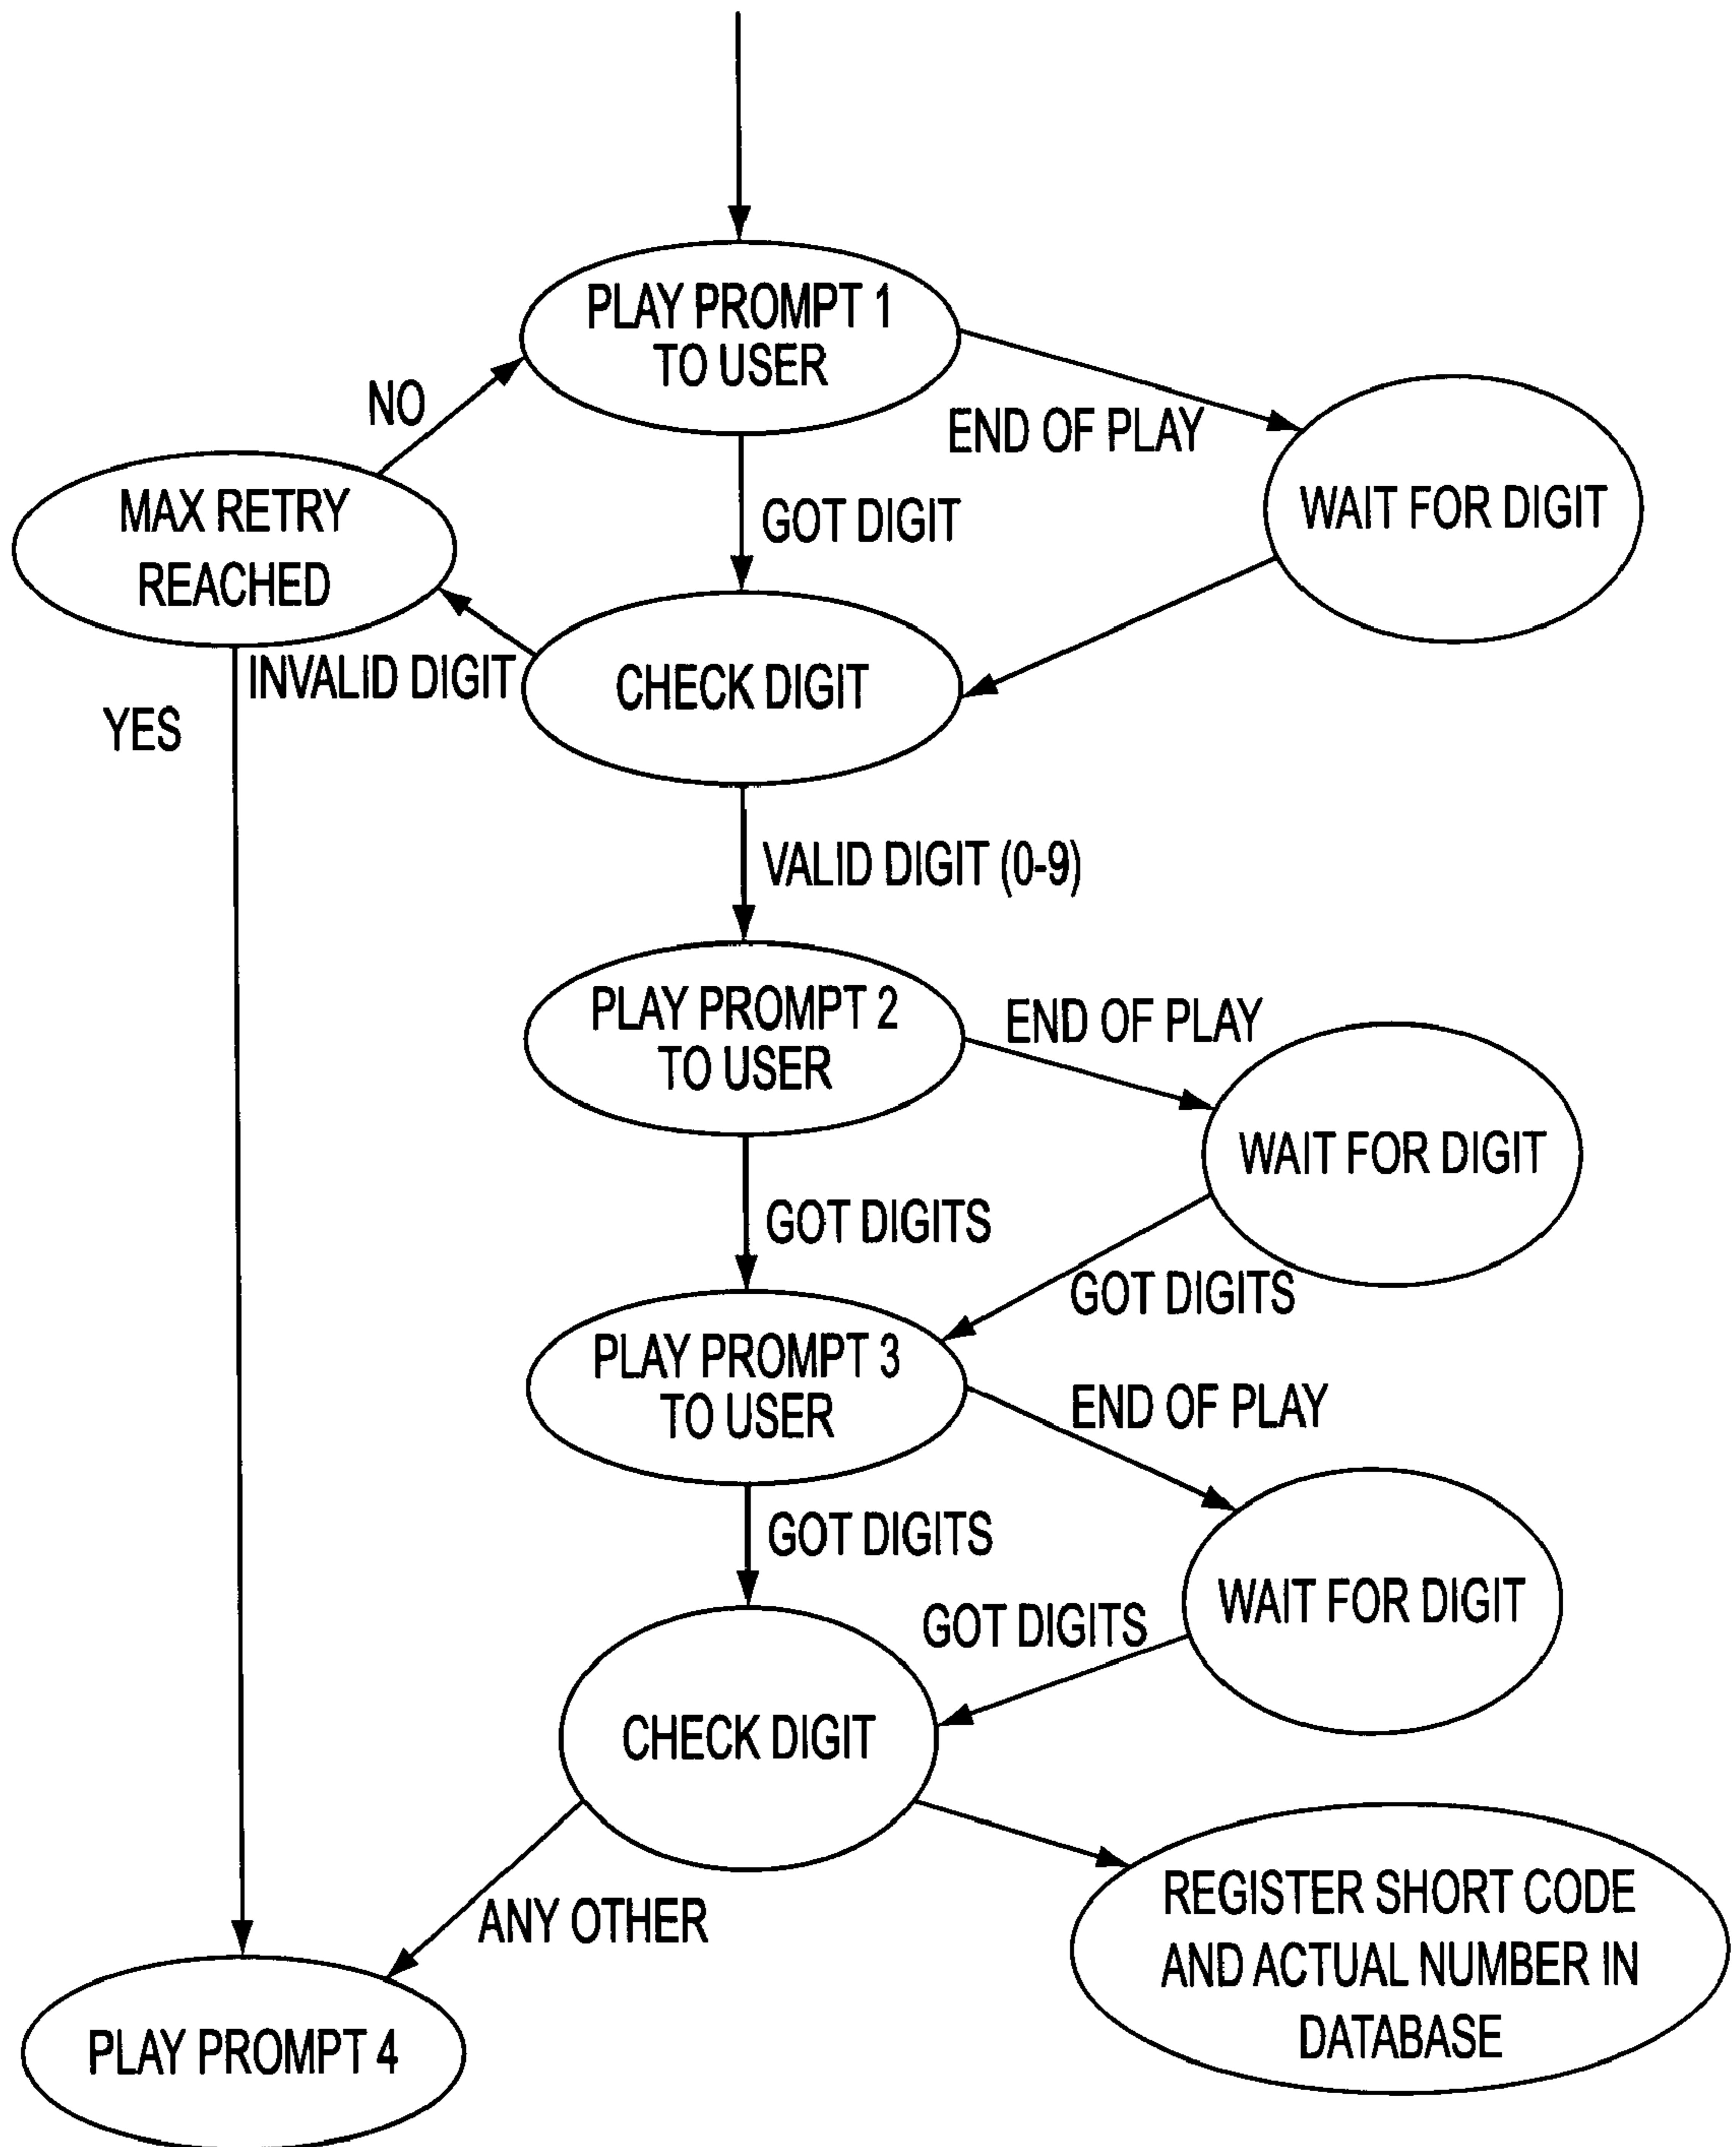 PLAY PROMPT 1
TO USER
NO
END OF PLAY
MAX RETRY
REACHED
WAIT FOR DIGIT
GOT DIGIT
INVALID DIGIT
CHECK DIGIT
YES
VALID DIGIT (0-9)
PLAY PROMPT 2
TO USER
END OF PLAY
WAIT FOR DIGIT
GOT DIGITS
GOT DIGITS
PLAY PROMPT 3
TO USER
END OF PLAY
GOT DIGITS
WAIT FOR DIGIT
GOT DIGITS
CHECK DIGIT
ANY OTHER
REGISTER SHORT CODE
AND ACTUAL NUMBER IN
DATABASE
PLAY PROMPT 4